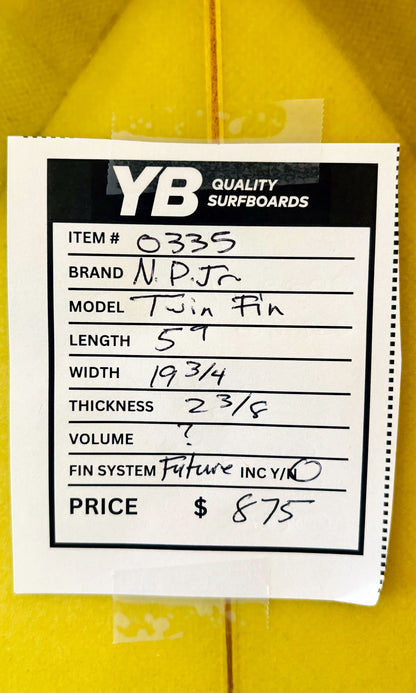 YB QUALITY SURFBOARDS
ITEM # 0335
BRAND N.P.Jr
MODEL Twin Fin
LENGTH 5 9
WIDTH 19 3/4
THICKNESS 2 3/8
VOLUME ?
FIN SYSTEM Future INC Y/N O
PRICE $ 875